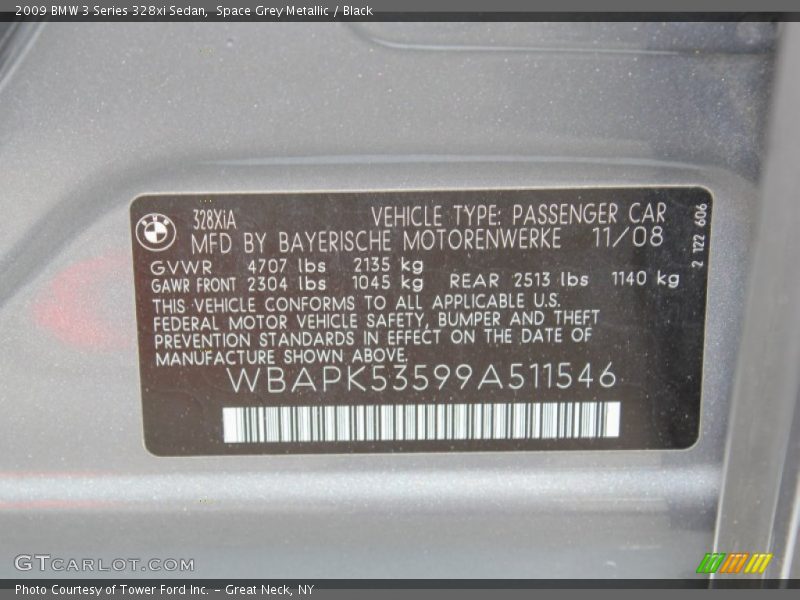 2009 BMW 3 Series 328xi Sedan,  Space Grey Metallic / Black
BMW
328XiA
VEHICLE TYPE: PASSENGER CAR
MFD BY BAYERISCHE MOTORENWERKE 11/08
2 122 606
GVWR 4707 lbs 2135 kg
GAWR FRONT 2304 lbs 1045 kg REAR 2513 lbs 1140 kg
THIS VEHICLE CONFORMS TO ALL APPLICABLE U.S.
FEDERAL MOTOR VEHICLE SAFETY, BUMPER AND THEFT
PREVENTION STANDARDS IN EFFECT ON THE DATE OF
MANUFACTURE SHOWN ABOVE.
WBAPK53599A511546
GTCARLOT.COM
Photo Courtesy of Tower Ford Inc. - Great Neck, NY